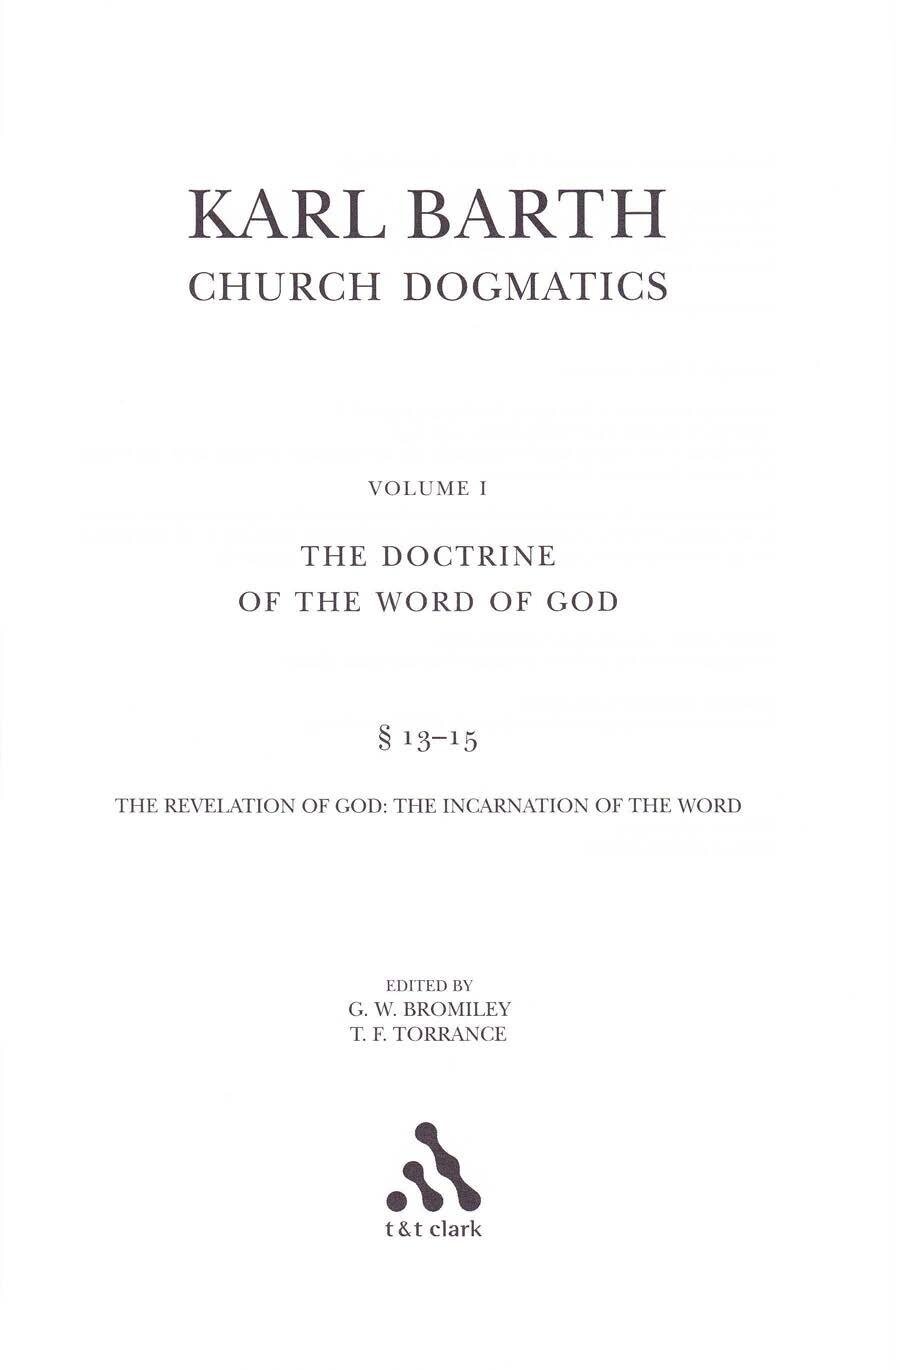 KARL BARTH
CHURCH DOGMATICS
VOLUME I
THE DOCTRINE
OF THE WORD OF GOD
§ 13–15
THE REVELATION OF GOD: THE INCARNATION OF THE WORD
EDITED BY
G. W. BROMILEY
T. F. TORRANCE
t&t clark